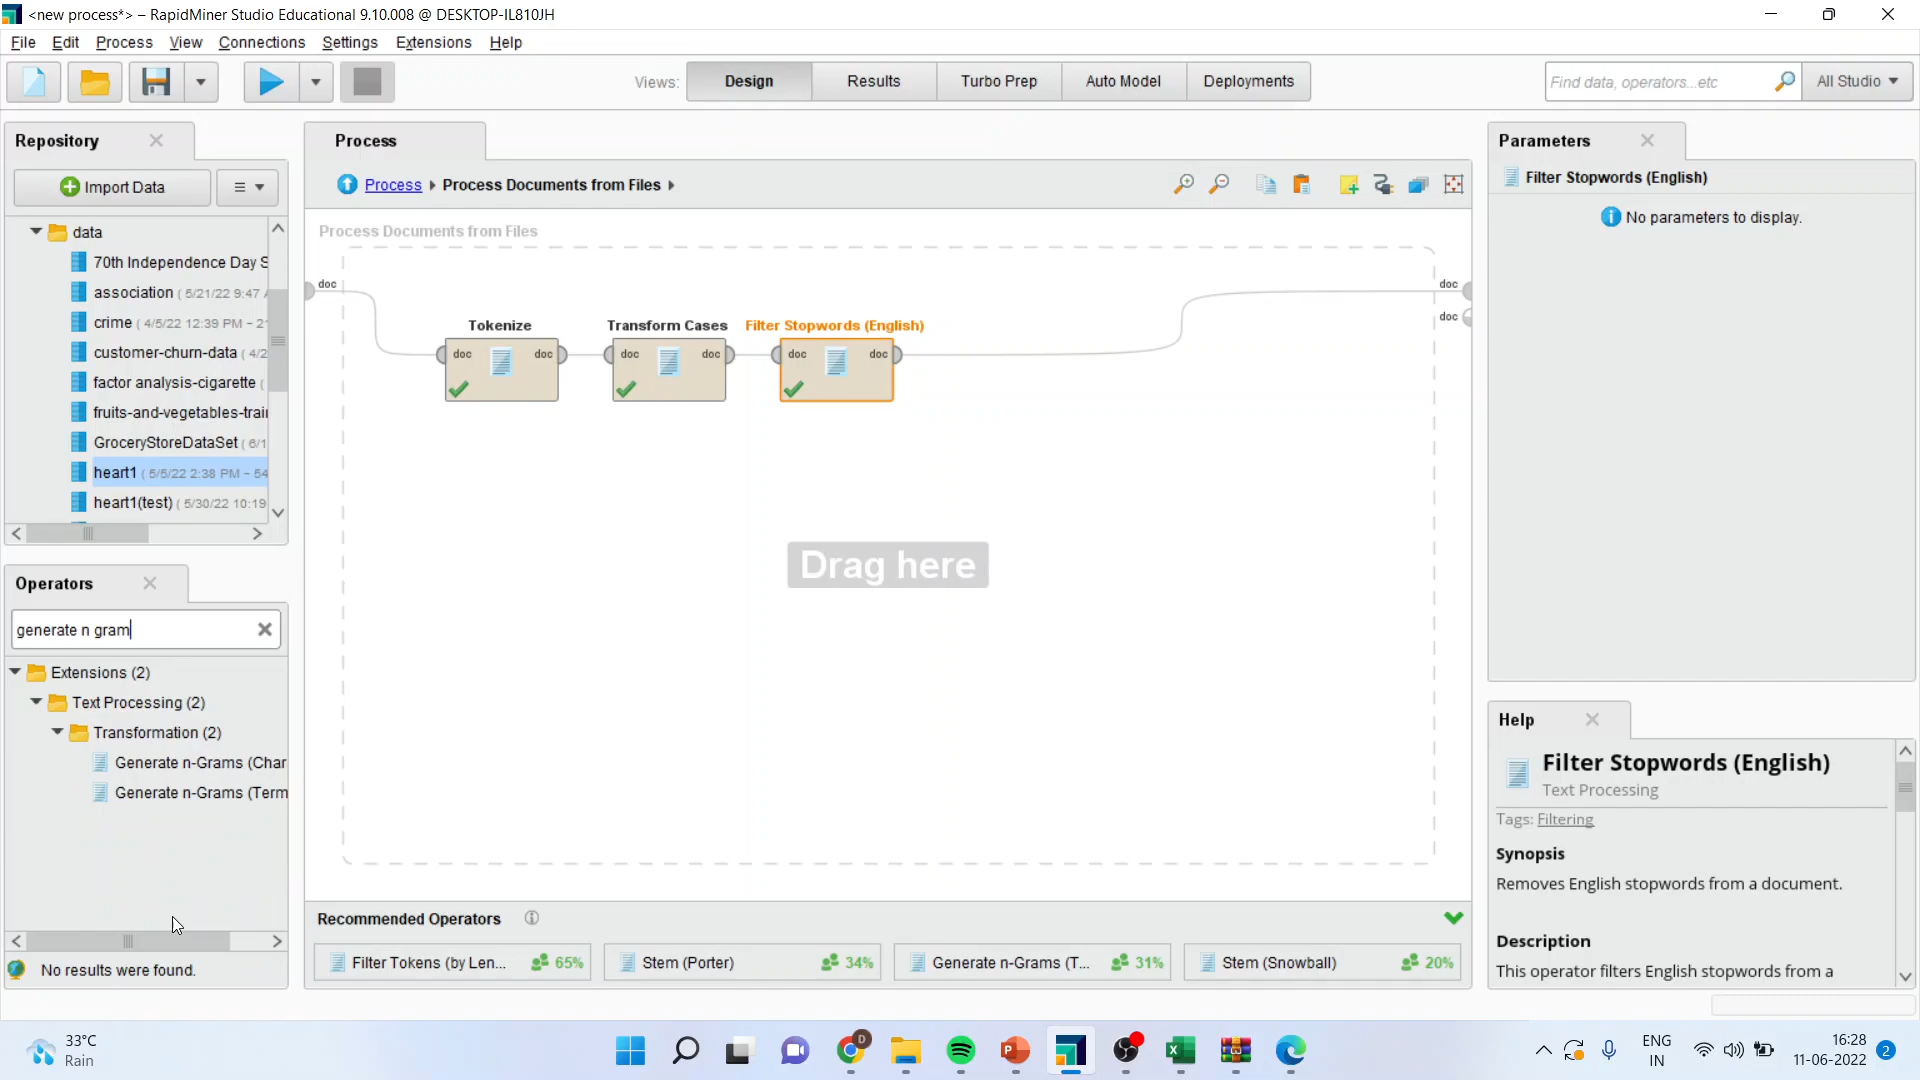 <new process*> – RapidMiner Studio Educational 9.10.008 @ DESKTOP-IL810JH
File Edit Process View Connections Settings Extensions Help
Views: Design Results Turbo Prep Auto Model Deployments
Find data, operators...etc
All Studio
Repository
Import Data
data
70th Independence Day S
association ( 5/21/22 9:47
crime ( 4/5/22 12:39 PM – 2
customer-churn-data ( 4/2
factor analysis-cigarette (
fruits-and-vegetables-trai
GroceryStoreDataSet ( 6/1
heart1 ( 5/5/22 2:38 PM – 54
heart1(test) ( 5/30/22 10:19
Operators
generate n gram
Extensions (2)
Text Processing (2)
Transformation (2)
Generate n-Grams (Char
Generate n-Grams (Term
No results were found.
Process
Process Process Documents from Files
Process Documents from Files
doc
doc
doc
Tokenize
doc doc
Transform Cases
doc doc
Filter Stopwords (English)
doc doc
Drag here
Recommended Operators
Filter Tokens (by Len... 65%
Stem (Porter) 34%
Generate n-Grams (T... 31%
Stem (Snowball) 20%
Parameters
Filter Stopwords (English)
No parameters to display.
Help
Filter Stopwords (English)
Text Processing
Tags: Filtering
Synopsis
Removes English stopwords from a document.
Description
This operator filters English stopwords from a
33°C
Rain
D
P
ENG
IN
16:28
11-06-2022
2